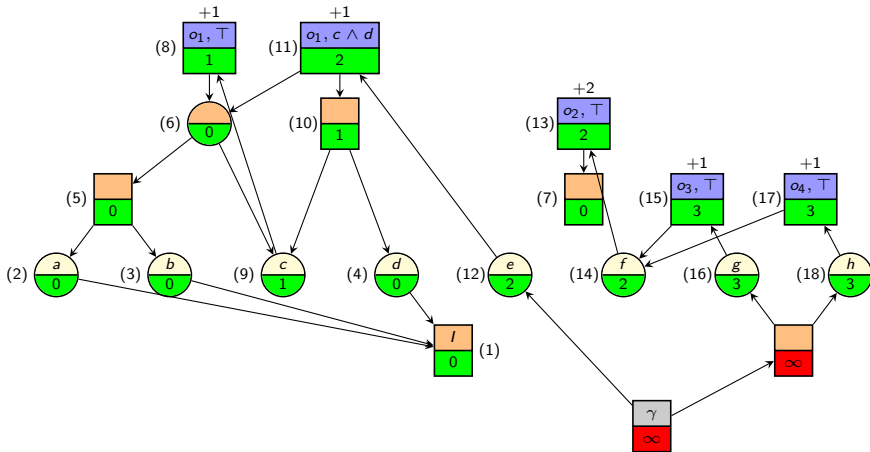 +1 +1
(8) o₁, ⊤ (11) o₁, c ∧ d
1 2
+2
(6) 0 (10) 1 (13) o₂, ⊤
2
+1 +1
(5) 0 (7) 0 (15) o₃, ⊤ (17) o₄, ⊤
3 3
(2) a (3) b (9) c (4) d (12) e (14) f (16) g (18) h
0 0 1 0 2 2 3 3
I (1)
0 ∞
γ
∞